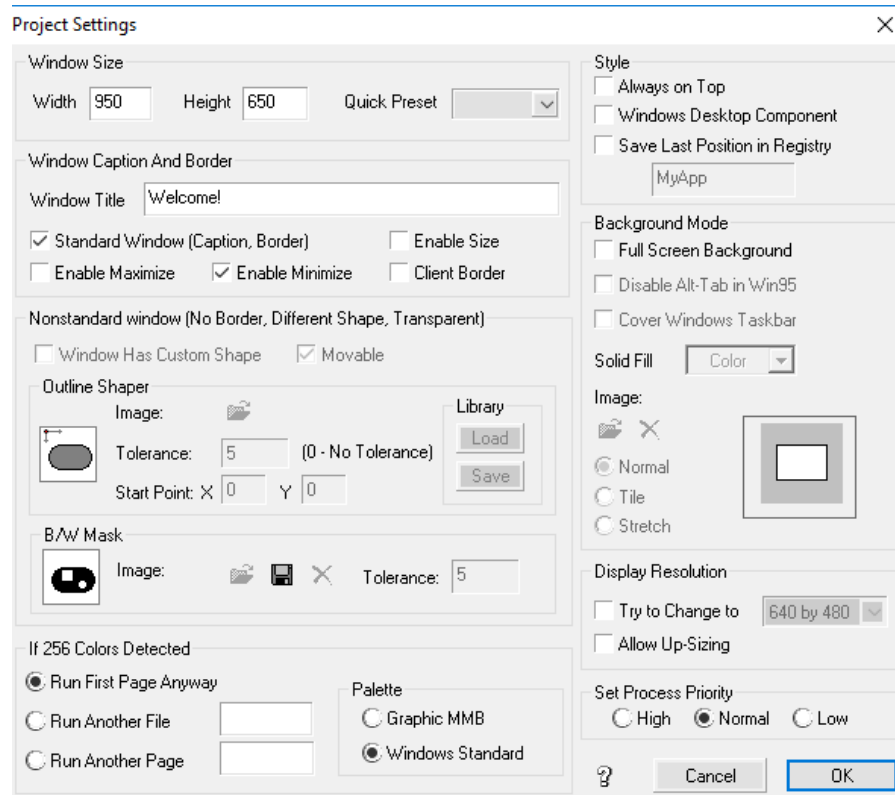 Project Settings
Window Size
Width 950 Height 650 Quick Preset
Window Caption And Border
Window Title Welcome!
Standard Window (Caption, Border) Enable Size
Enable Maximize Enable Minimize Client Border
Nonstandard window (No Border, Different Shape, Transparent)
Window Has Custom Shape Movable
Outline Shaper
Image:
Tolerance: 5 (0 - No Tolerance)
Start Point: X 0 Y 0
Library
Load
Save
B/W Mask
Image: Tolerance: 5
If 256 Colors Detected
Run First Page Anyway
Run Another File
Run Another Page
Palette
Graphic MMB
Windows Standard
Style
Always on Top
Windows Desktop Component
Save Last Position in Registry
MyApp
Background Mode
Full Screen Background
Disable Alt-Tab in Win95
Cover Windows Taskbar
Solid Fill Color
Image:
Normal
Tile
Stretch
Display Resolution
Try to Change to 640 by 480
Allow Up-Sizing
Set Process Priority
High Normal Low
? Cancel OK